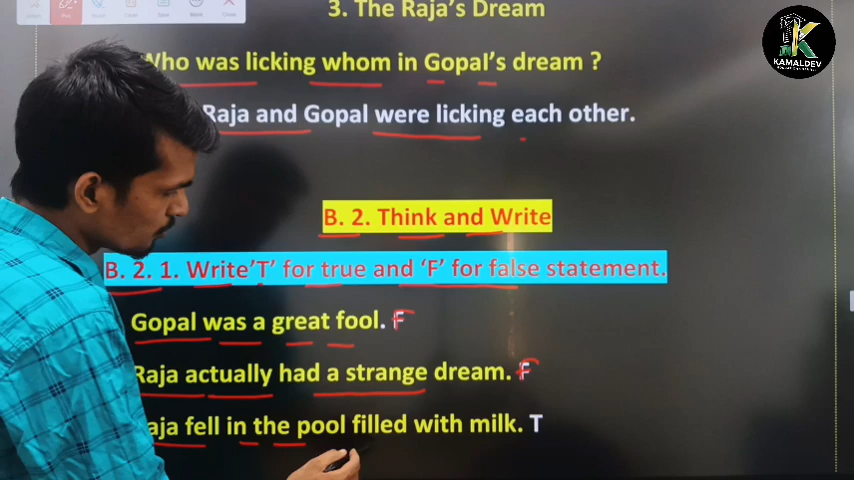 3. The Raja's Dream
KAMALDEV
Who was licking whom in Gopal's dream ?
Raja and Gopal were licking each other.
B. 2. Think and Write
B. 2. 1. Write'T' for true and 'F' for false statement.
Gopal was a great fool. F
Raja actually had a strange dream. F
Raja fell in the pool filled with milk. T